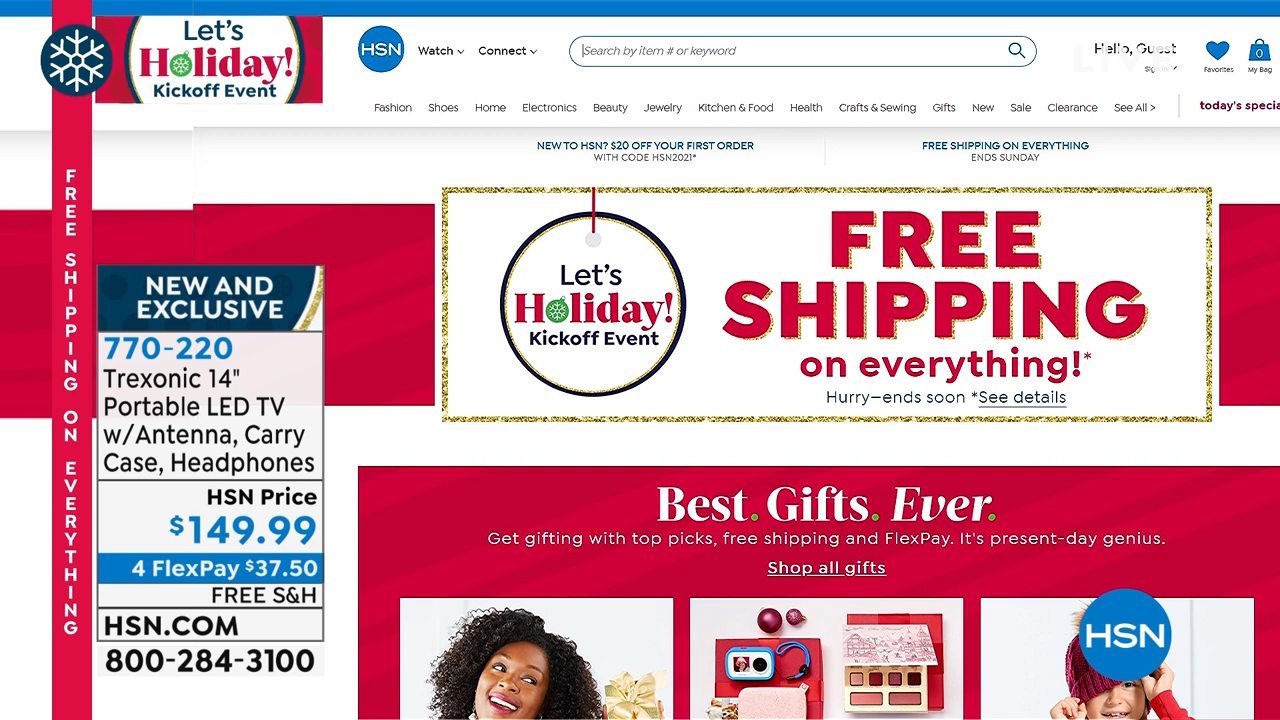 Let's
Holiday!
Kickoff Event
FREE SHIPPING ON EVERYTHING
NEW AND
EXCLUSIVE
770-220
Trexonic 14"
Portable LED TV
w/Antenna, Carry
Case, Headphones
HSN Price
$149.99
4 FlexPay $37.50
FREE S&H
HSN.COM
800-284-3100
HSN
Watch
Connect
Search by item # or keyword
Hello, Guest
LIVE
Sign In
Favorites
0
My Bag
Fashion Shoes Home Electronics Beauty Jewelry Kitchen & Food Health Crafts & Sewing Gifts New Sale Clearance See All > today's specia
NEW TO HSN? $20 OFF YOUR FIRST ORDER
WITH CODE HSN2021*
FREE SHIPPING ON EVERYTHING
ENDS SUNDAY
Let's
Holiday!
Kickoff Event
FREE
SHIPPING
on everything!*
Hurry—ends soon *See details
Best. Gifts. Ever.
Get gifting with top picks, free shipping and FlexPay. It's present-day genius.
Shop all gifts
HSN